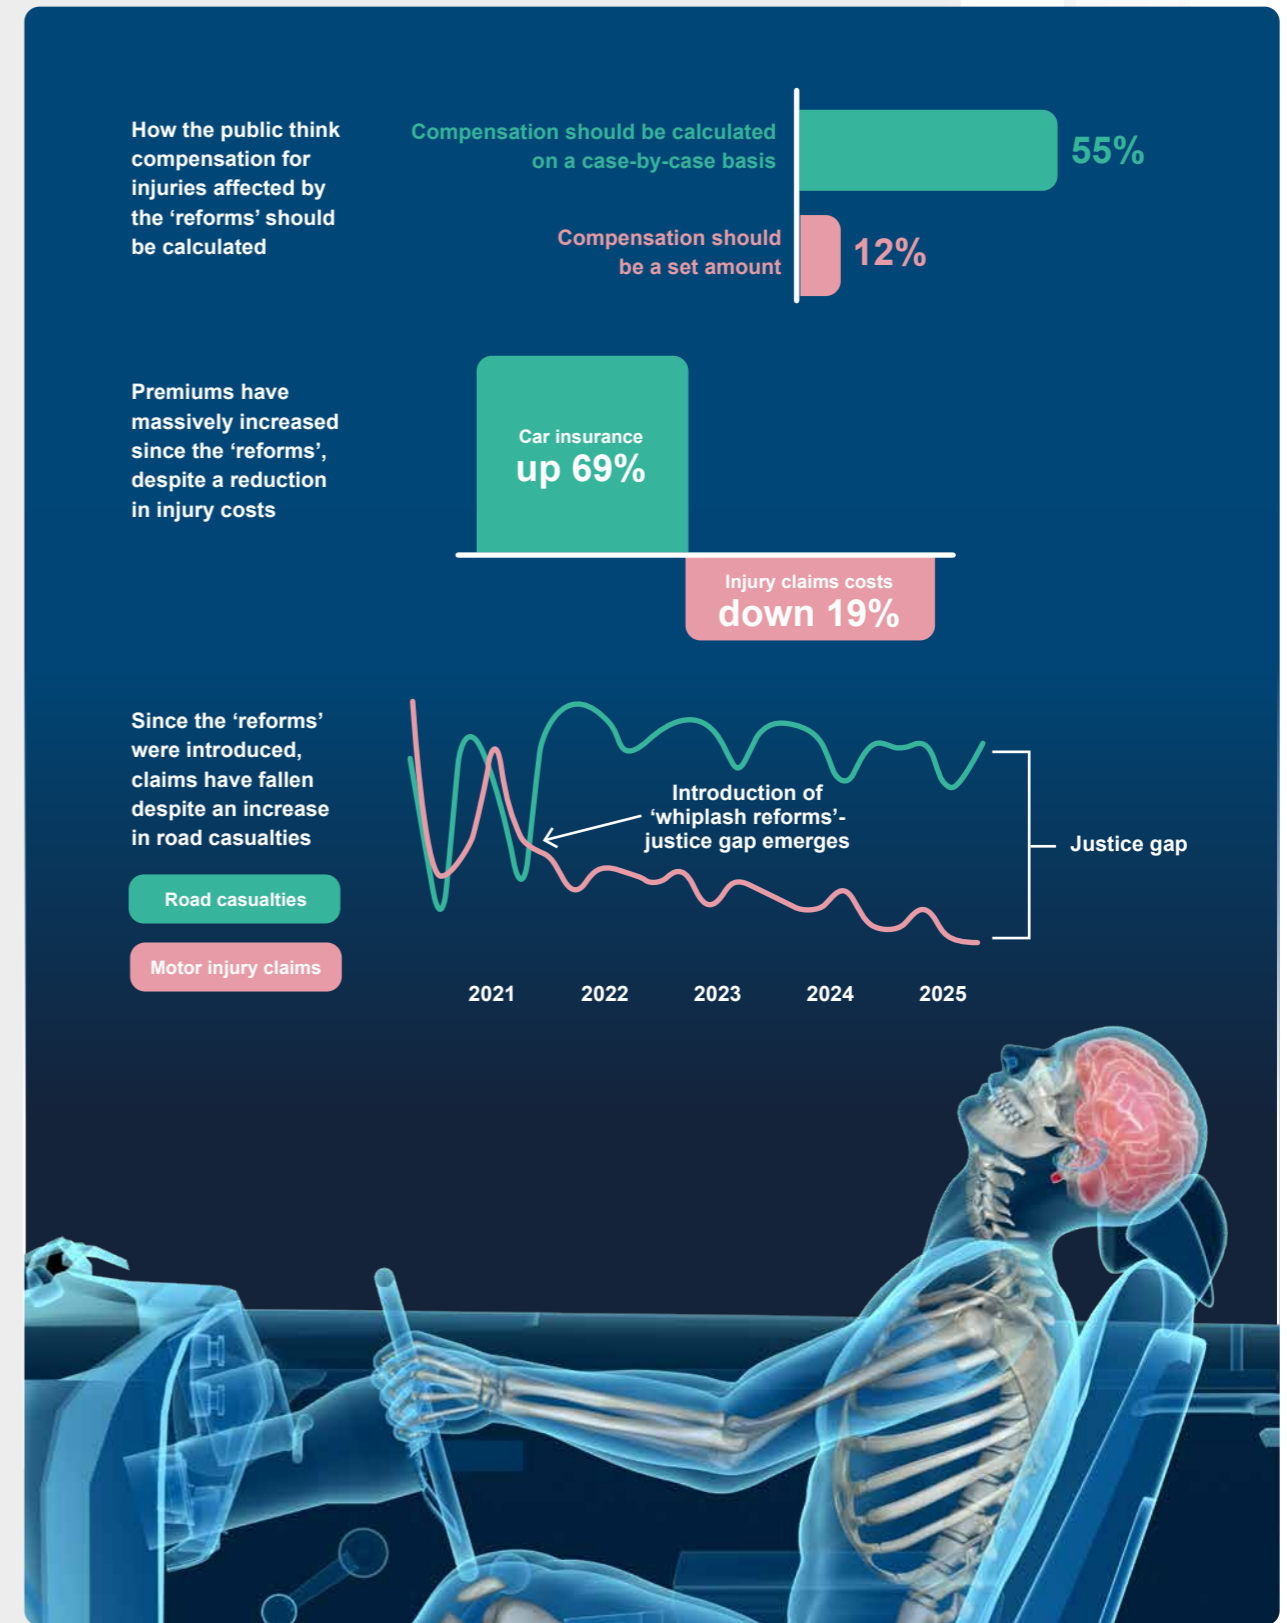 How the public think
compensation for
injuries affected by
the ‘reforms’ should
be calculated
Compensation should be calculated
on a case-by-case basis
55%
Compensation should
be a set amount
12%
Premiums have
massively increased
since the ‘reforms’,
despite a reduction
in injury costs
Car insurance
up 69%
Injury claims costs
down 19%
Since the ‘reforms’
were introduced,
claims have fallen
despite an increase
in road casualties
Road casualties
Motor injury claims
Introduction of
‘whiplash reforms’-
justice gap emerges
Justice gap
2021 2022 2023 2024 2025